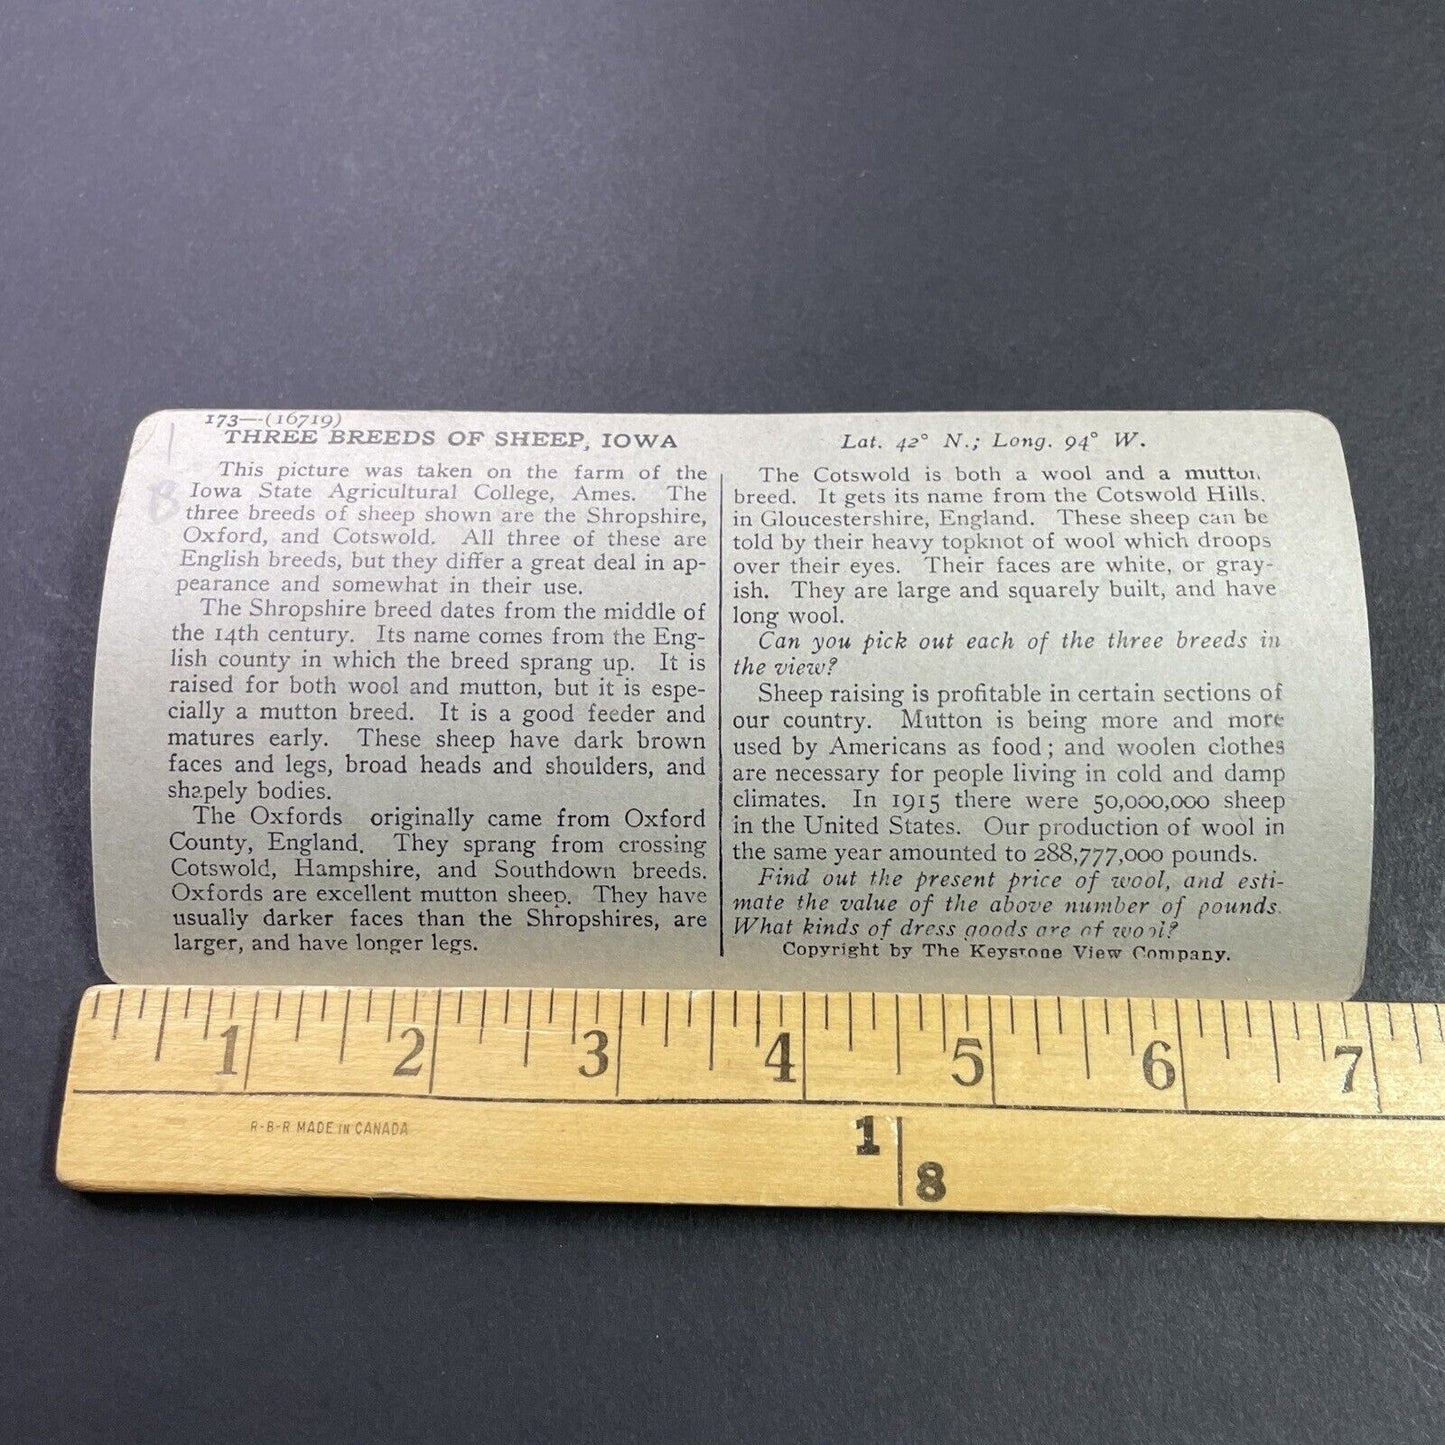 173—(16719)
THREE BREEDS OF SHEEP, IOWA
This picture was taken on the farm of the
Iowa State Agricultural College, Ames. The
three breeds of sheep shown are the Shropshire,
Oxford, and Cotswold. All three of these are
English breeds, but they differ a great deal in ap-
pearance and somewhat in their use.
The Shropshire breed dates from the middle of
the 14th century. Its name comes from the Eng-
lish county in which the breed sprang up. It is
raised for both wool and mutton, but it is espe-
cially a mutton breed. It is a good feeder and
matures early. These sheep have dark brown
faces and legs, broad heads and shoulders, and
shapely bodies.
The Oxfords originally came from Oxford
County, England. They sprang from crossing
Cotswold, Hampshire, and Southdown breeds.
Oxfords are excellent mutton sheep. They have
usually darker faces than the Shropshires, are
larger, and have longer legs.
Lat. 42° N.; Long. 94° W.
The Cotswold is both a wool and a mutton
breed. It gets its name from the Cotswold Hills,
in Gloucestershire, England. These sheep can be
told by their heavy topknot of wool which droops
over their eyes. Their faces are white, or gray-
ish. They are large and squarely built, and have
long wool.
Can you pick out each of the three breeds in
the view?
Sheep raising is profitable in certain sections of
our country. Mutton is being more and more
used by Americans as food; and woolen clothes
are necessary for people living in cold and damp
climates. In 1915 there were 50,000,000 sheep
in the United States. Our production of wool in
the same year amounted to 288,777,000 pounds.
Find out the present price of wool, and esti-
mate the value of the above number of pounds.
What kinds of dress goods are of wool?
Copyright by The Keystone View Company.
1
B
1 2 3 4 5 6 7
R-B-R MADE IN CANADA
1
8